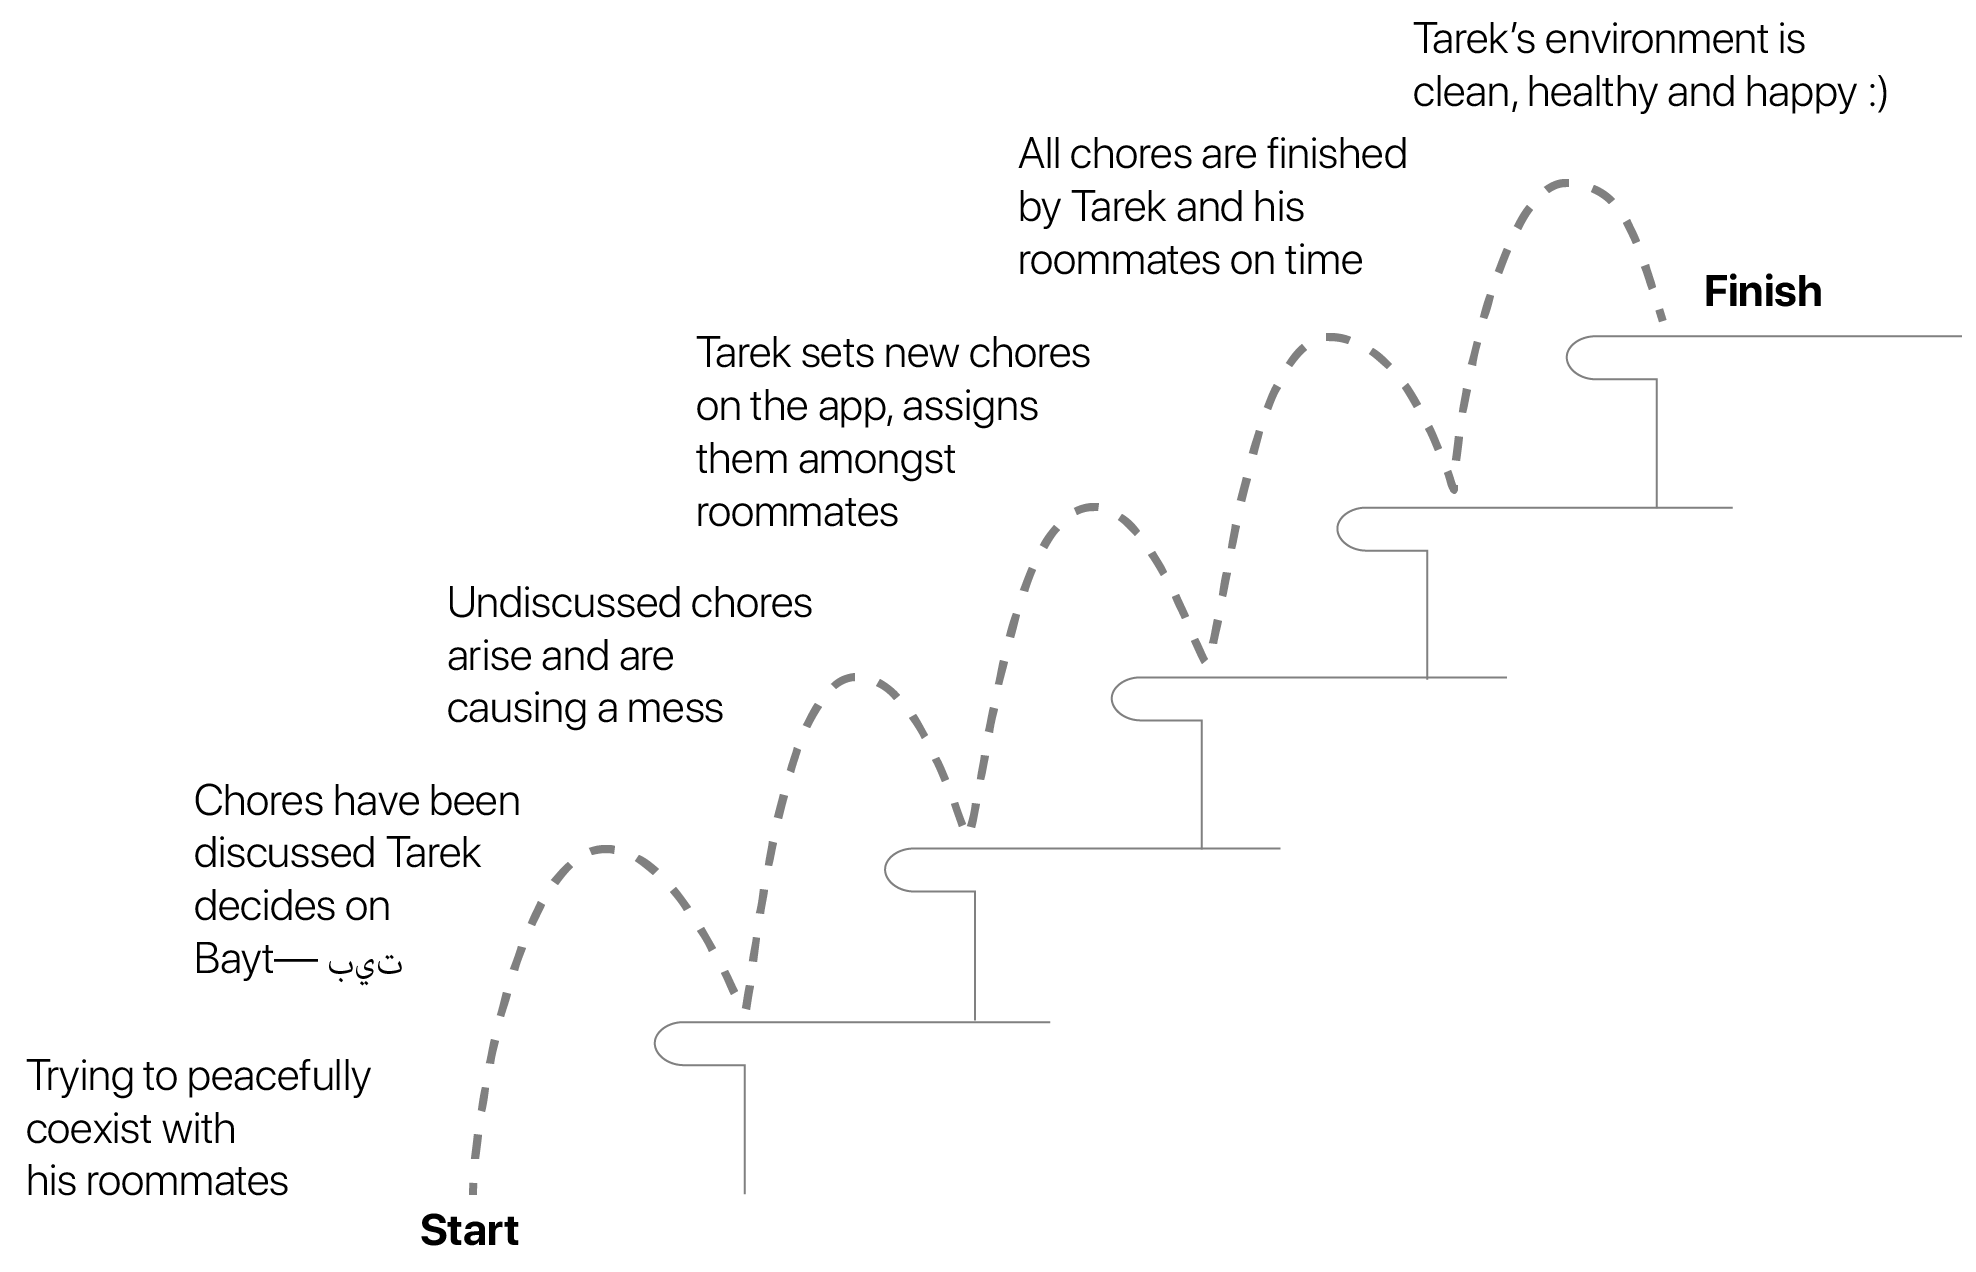 Trying to peacefully
coexist with
his roommates
Start
Chores have been
discussed Tarek
decides on
Bayt— بيت
Undiscussed chores
arise and are
causing a mess
Tarek sets new chores
on the app, assigns
them amongst
roommates
All chores are finished
by Tarek and his
roommates on time
Tarek’s environment is
clean, healthy and happy :)
Finish